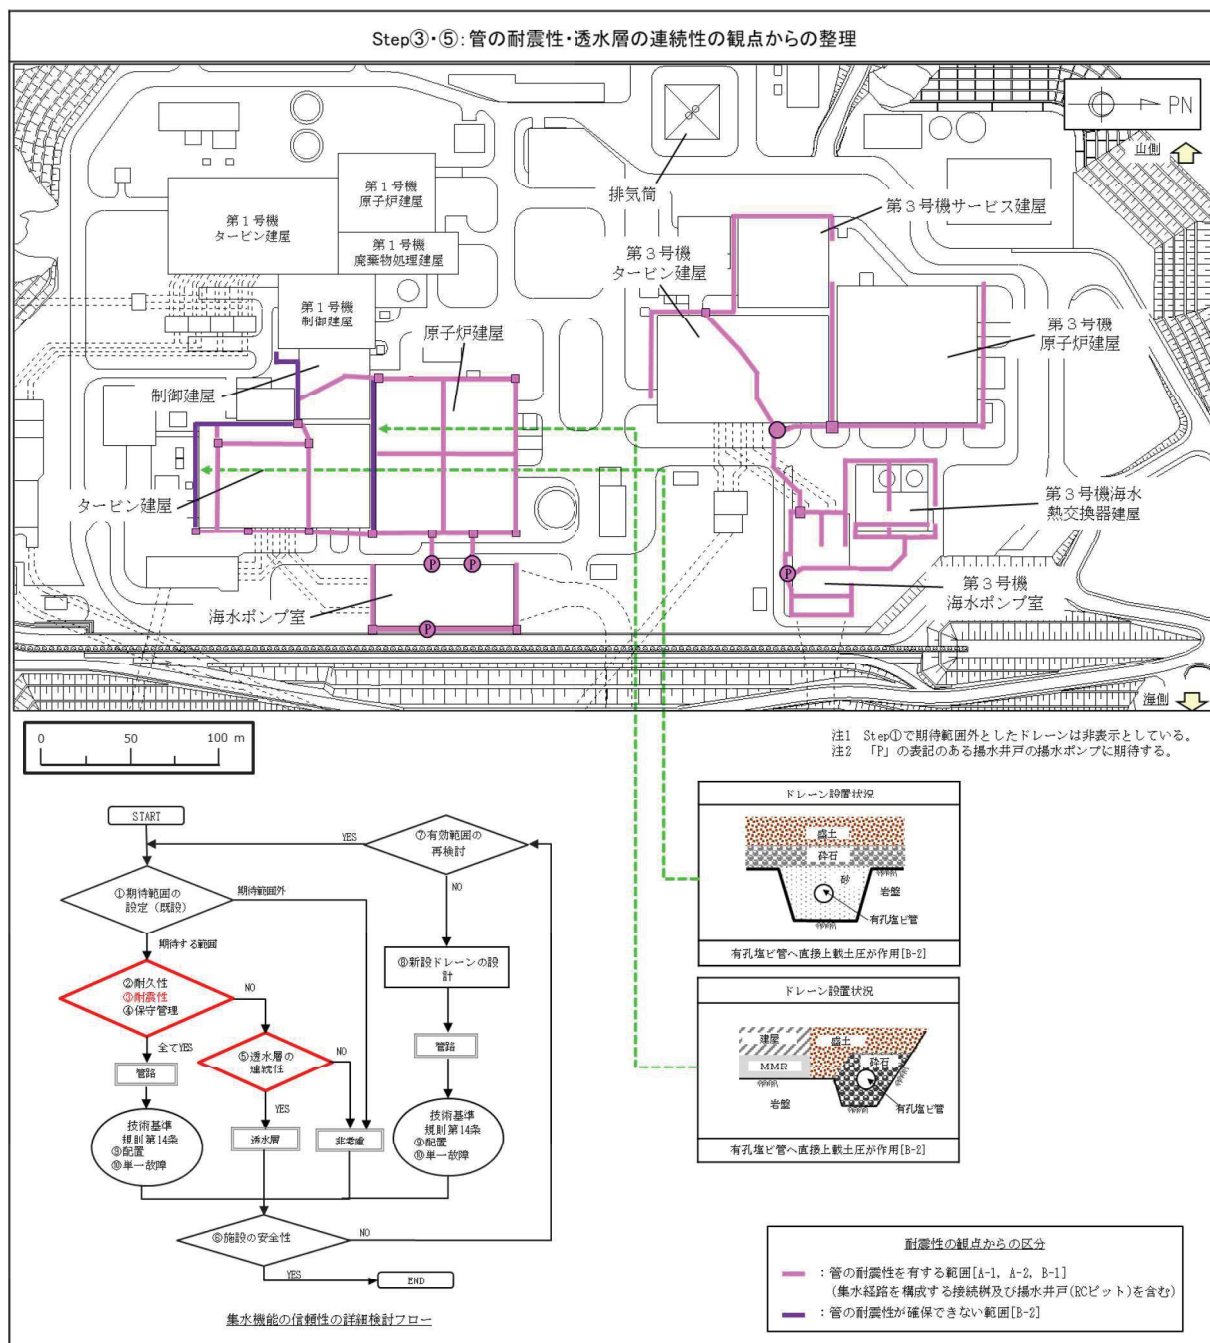 Step③・⑤:管の耐震性・透水層の連続性の観点からの整理
PN
山側
排気筒
第1号機
原子炉建屋
第1号機
タービン建屋
第1号機
廃棄物処理建屋
第1号機
制御建屋
原子炉建屋
制御建屋
タービン建屋
海水ポンプ室
第3号機サービス建屋
第3号機
タービン建屋
第3号機
原子炉建屋
第3号機海水
熱交換器建屋
第3号機
海水ポンプ室
P
P
P
P
海側
0 50 100 m
注1 Step①で期待範囲外としたドレーンは非表示としている。
注2 「P」の表記のある揚水井戸の揚水ポンプに期待する。
START
①期待範囲の
設定(既設)
期待範囲外
期待する範囲
②耐久性
③耐震性
④保守管理
NO
全てYES
管路
⑤透水層の
連続性
NO
YES
透水層
非考慮
技術基準
規則第14条
⑨配置
⑩単一故障
⑥施設の安全性
NO
YES
END
⑦有効範囲の
再検討
YES
NO
⑧新設ドレーンの設
計
管路
技術基準
規則第14条
⑨配置
⑩単一故障
集水機能の信頼性の詳細検討フロー
ドレーン設置状況
盛土
砕石
砂
岩盤
有孔塩ビ管
有孔塩ビ管へ直接上載土圧が作用[B-2]
ドレーン設置状況
建屋
盛土
MMR
砕石
岩盤
有孔塩ビ管
有孔塩ビ管へ直接上載土圧が作用[B-2]
耐震性の観点からの区分
:管の耐震性を有する範囲[A-1, A-2, B-1]
(集水経路を構成する接続桝及び揚水井戸(RCピット)を含む)
:管の耐震性が確保できない範囲[B-2]